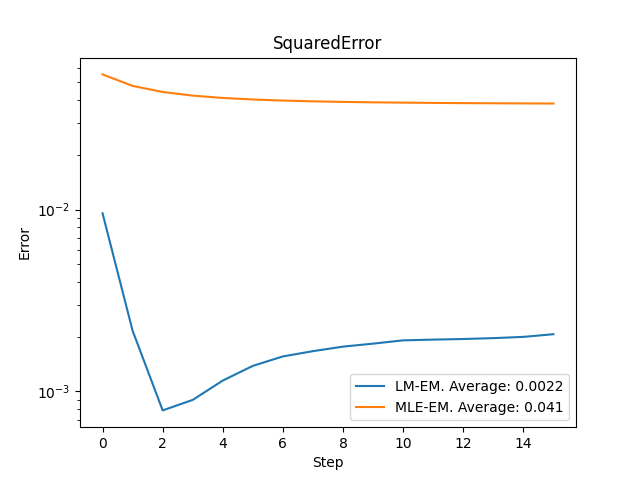 SquaredError
Error
10⁻²
10⁻³
0 2 4 6 8 10 12 14
Step
LM-EM. Average: 0.0022
MLE-EM. Average: 0.041